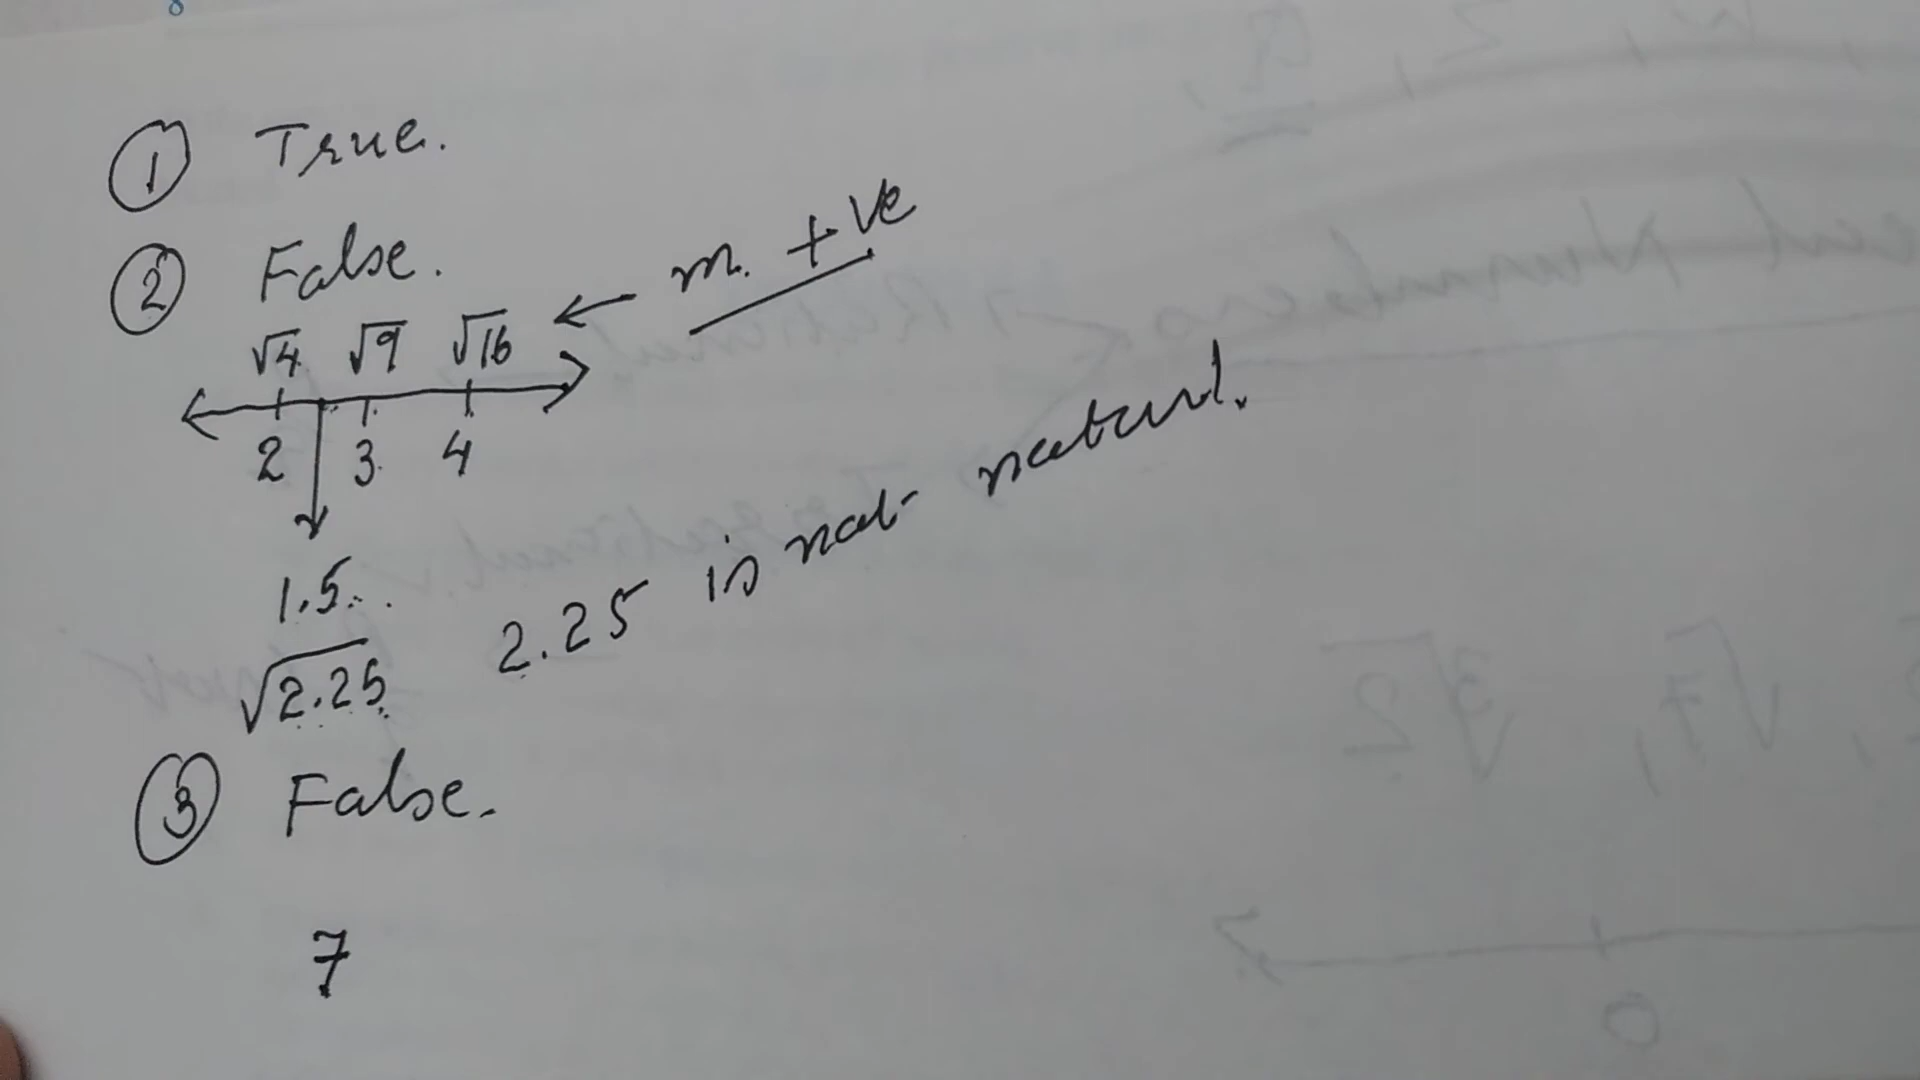 ① True.
② False.
√4 √9 √16 ← m. +ve
2 3 4
1.5
√2.25 2.25 is not natural.
③ False.
7